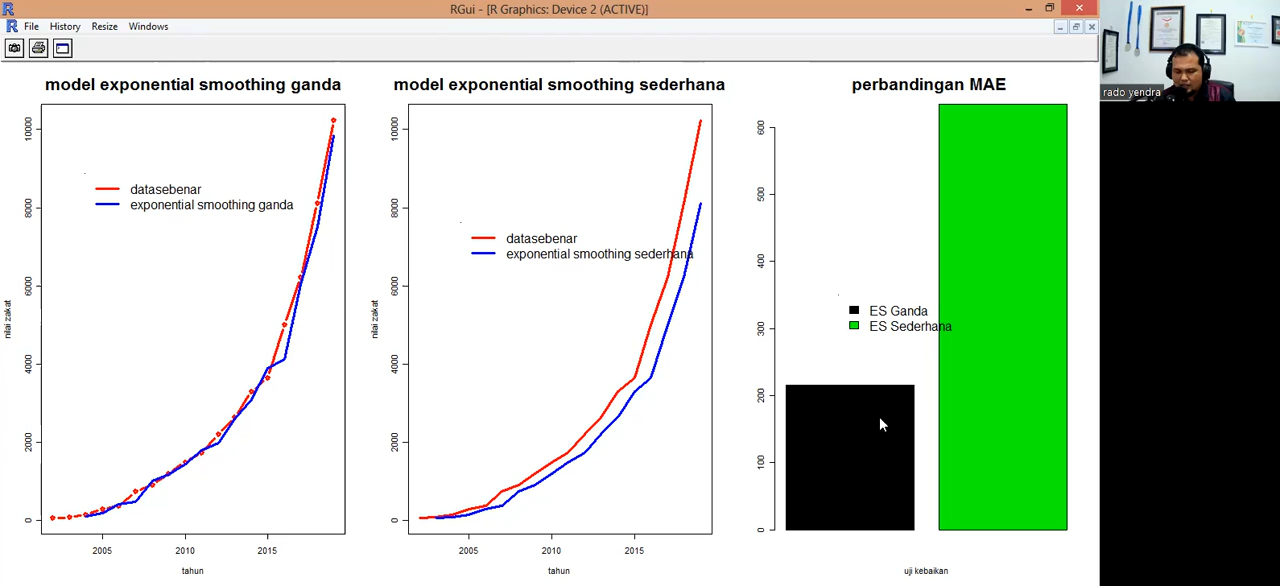 RGui - [R Graphics: Device 2 (ACTIVE)]
File History Resize Windows
rado yendra
model exponential smoothing ganda
nilai zakat
10000
8000
6000
4000
2000
0
datasebenar
exponential smoothing ganda
2005 2010 2015
tahun
model exponential smoothing sederhana
nilai zakat
10000
8000
6000
4000
2000
0
datasebenar
exponential smoothing sederhana
2005 2010 2015
tahun
perbandingan MAE
600
500
400
300
200
100
0
ES Ganda
ES Sederhana
uji kebaikan